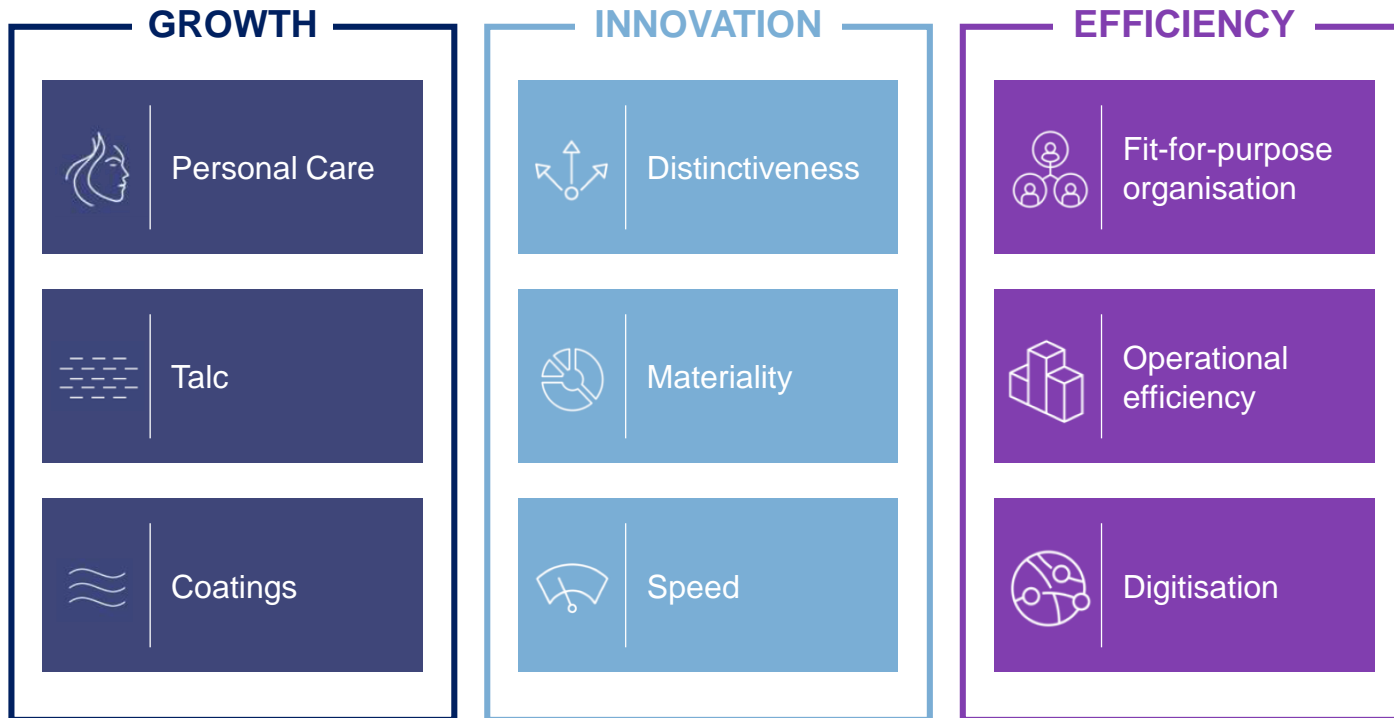 GROWTH
Personal Care
Talc
Coatings
INNOVATION
Distinctiveness
Materiality
Speed
EFFICIENCY
Fit-for-purpose
organisation
Operational
efficiency
Digitisation